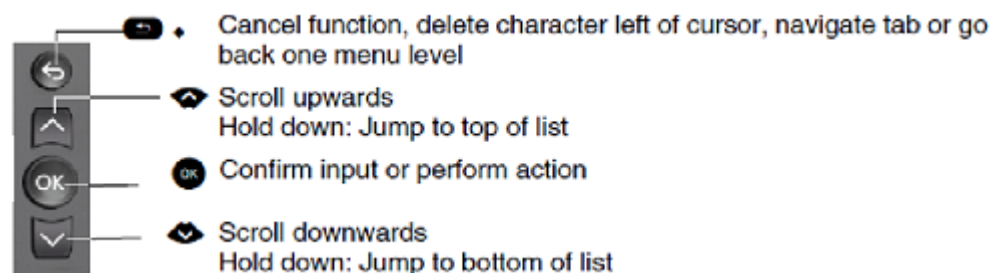 Cancel function, delete character left of cursor, navigate tab or go
back one menu level
Scroll upwards
Hold down: Jump to top of list
OK
OK
Confirm input or perform action
Scroll downwards
Hold down: Jump to bottom of list